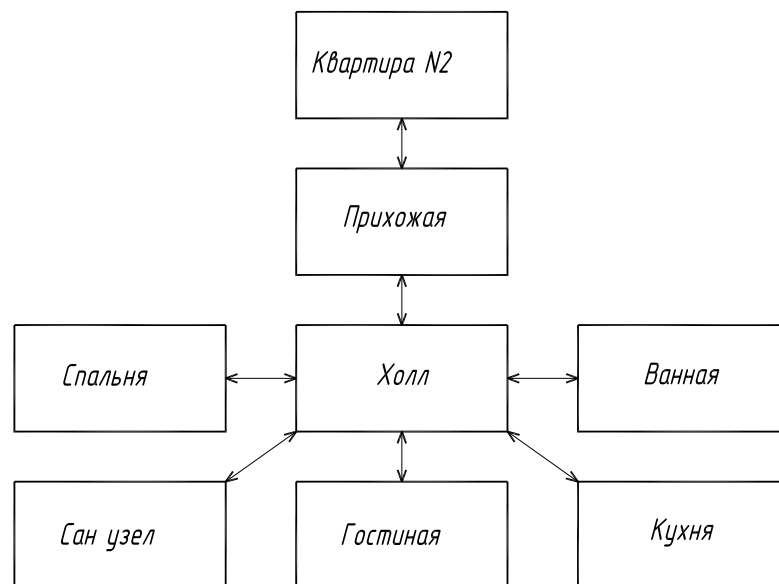 Квартира N2
Прихожая
Спальня
Холл
Ванная
Сан узел
Гостиная
Кухня